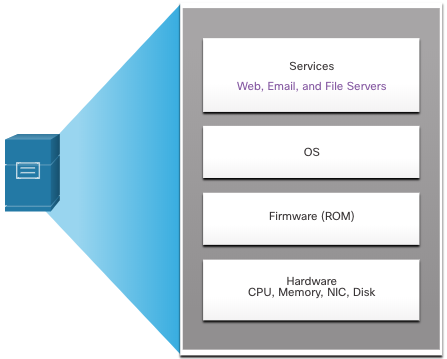 Services
Web, Email, and File Servers
OS
Firmware (ROM)
Hardware
CPU, Memory, NIC, Disk